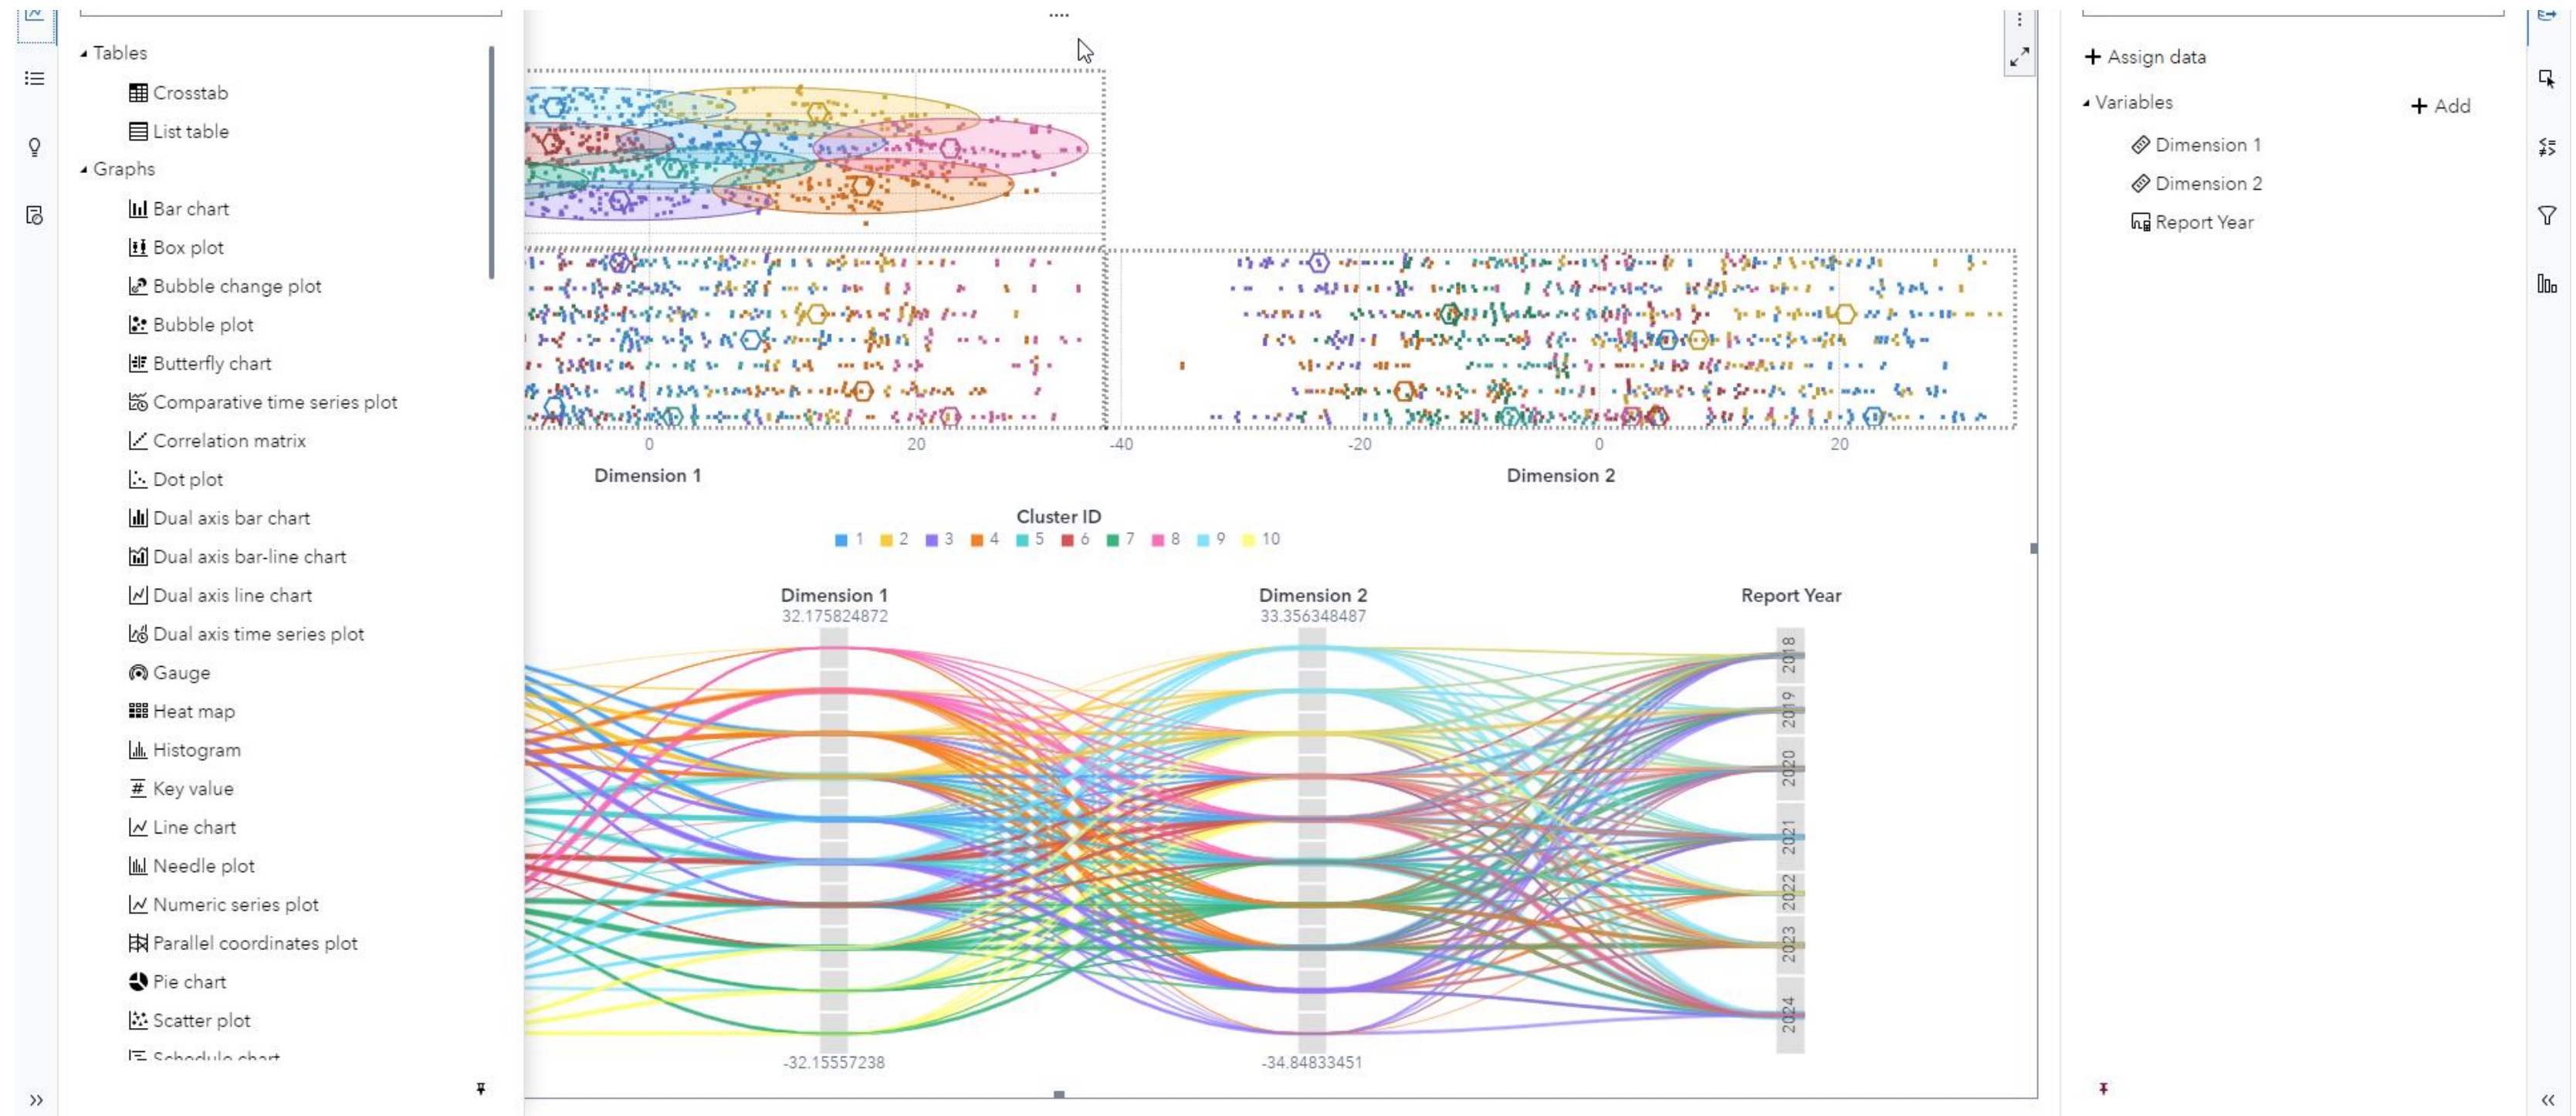 Tables
Crosstab
List table
Graphs
Bar chart
Box plot
Bubble change plot
Bubble plot
Butterfly chart
Comparative time series plot
Correlation matrix
Dot plot
Dual axis bar chart
Dual axis bar-line chart
Dual axis line chart
Dual axis time series plot
Gauge
Heat map
Histogram
Key value
Line chart
Needle plot
Numeric series plot
Parallel coordinates plot
Pie chart
Scatter plot
Schedule chart
0 20 -40 -20 0 20
Dimension 1 Dimension 2
Cluster ID
1 2 3 4 5 6 7 8 9 10
Dimension 1 Dimension 2 Report Year
32.175824872 33.356348487
2018
2019
2020
2021
2022
2023
2024
-32.15557238 -34.84833451
+ Assign data
Variables + Add
Dimension 1
Dimension 2
Report Year